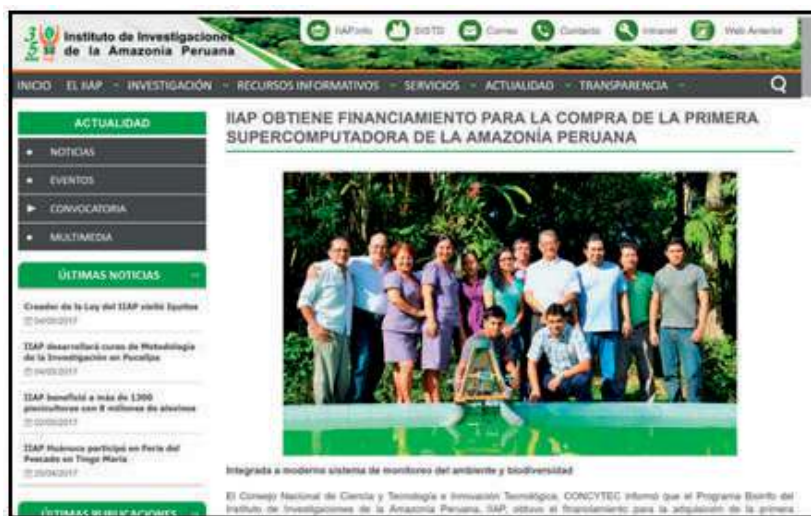 Instituto de Investigaciones
de la Amazonia Peruana
IIAPinfo SISTD Correo Contacto Intranet Web Anterior
INICIO EL IIAP INVESTIGACIÓN RECURSOS INFORMATIVOS SERVICIOS ACTUALIDAD TRANSPARENCIA
ACTUALIDAD
NOTICIAS
EVENTOS
CONVOCATORIA
MULTIMEDIA
ÚLTIMAS NOTICIAS
Creador de la Ley del IIAP visitó Iquitos
IIAP desarrollará curso de Metodología
de la Investigación en Pucallpa
IIAP benefició a más de 1300
piscicultores con 8 millones de alevinos
IIAP Huánuco participó en Feria del
Pescado en Tingo María
ÚLTIMAS PUBLICACIONES
IIAP OBTIENE FINANCIAMIENTO PARA LA COMPRA DE LA PRIMERA
SUPERCOMPUTADORA DE LA AMAZONÍA PERUANA
Integrada a moderno sistema de monitoreo del ambiente y biodiversidad
El Consejo Nacional de Ciencia y Tecnología e Innovación Tecnológica, CONCYTEC informó que el Programa Bioinfo del
Instituto de Investigaciones de la Amazonia Peruana, IIAP, obtuvo el financiamiento para la adquisición de la primera